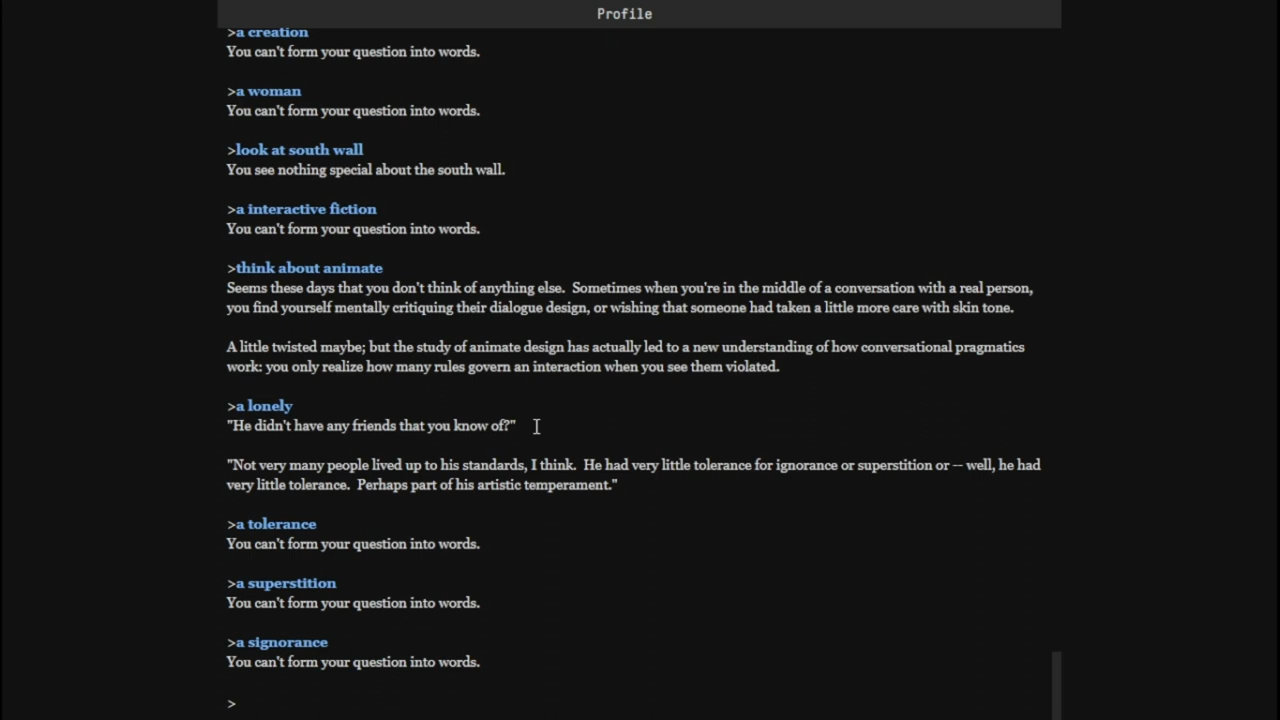 Profile
>a creation
You can't form your question into words.
>a woman
You can't form your question into words.
>look at south wall
You see nothing special about the south wall.
>a interactive fiction
You can't form your question into words.
>think about animate
Seems these days that you don't think of anything else.  Sometimes when you're in the middle of a conversation with a real person,
you find yourself mentally critiquing their dialogue design, or wishing that someone had taken a little more care with skin tone.
A little twisted maybe; but the study of animate design has actually led to a new understanding of how conversational pragmatics
work: you only realize how many rules govern an interaction when you see them violated.
>a lonely
"He didn't have any friends that you know of?"
"Not very many people lived up to his standards, I think.  He had very little tolerance for ignorance or superstition or -- well, he had
very little tolerance.  Perhaps part of his artistic temperament."
>a tolerance
You can't form your question into words.
>a superstition
You can't form your question into words.
>a signorance
You can't form your question into words.
>